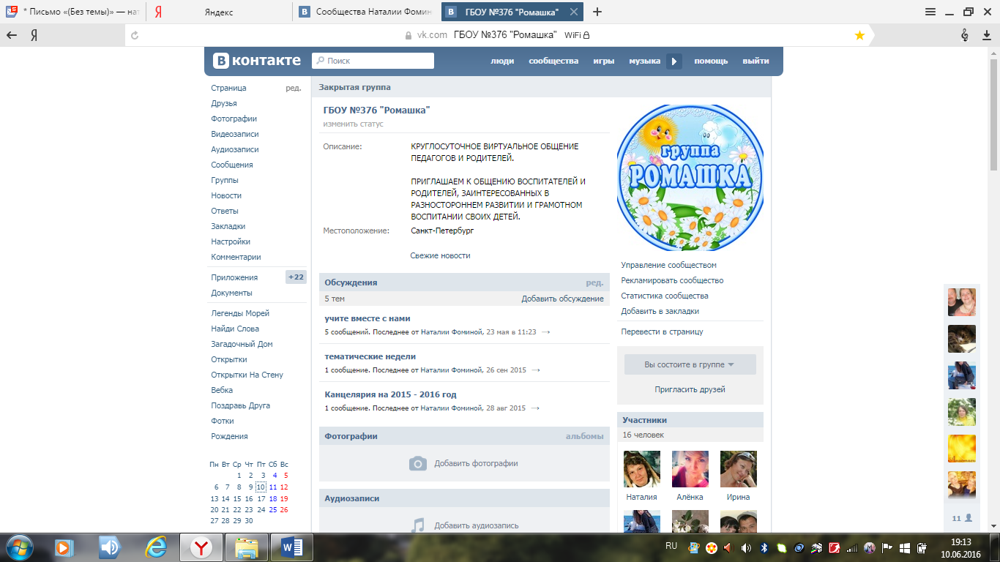 * Письмо «(Без темы)» — нат
Яндекс
Сообщества Наталии Фомин
ГБОУ №376 "Ромашка"
vk.com ГБОУ №376 "Ромашка" WiFi
В контакте
Поиск
люди сообщества игры музыка помощь выйти
Страница ред.
Друзья
Фотографии
Видеозаписи
Аудиозаписи
Сообщения
Группы
Новости
Ответы
Закладки
Настройки
Комментарии
Приложения +22
Документы
Легенды Морей
Найди Слова
Загадочный Дом
Открытки
Открытки На Стену
Вебка
Поздравь Друга
Фотки
Рождения
Пн Вт Ср Чт Пт Сб Вс
1 2 3 4 5
6 7 8 9 10 11 12
13 14 15 16 17 18 19
20 21 22 23 24 25 26
27 28 29 30
Закрытая группа
ГБОУ №376 "Ромашка"
изменить статус
Описание: КРУГЛОСУТОЧНОЕ ВИРТУАЛЬНОЕ ОБЩЕНИЕ
ПЕДАГОГОВ И РОДИТЕЛЕЙ.
ПРИГЛАШАЕМ К ОБЩЕНИЮ ВОСПИТАТЕЛЕЙ И
РОДИТЕЛЕЙ, ЗАИНТЕРЕСОВАННЫХ В
РАЗНОСТОРОННЕМ РАЗВИТИИ И ГРАМОТНОМ
ВОСПИТАНИИ СВОИХ ДЕТЕЙ.
Местоположение: Санкт-Петербург
Свежие новости
Обсуждения ред.
5 тем Добавить обсуждение
учите вместе с нами
5 сообщений. Последнее от Наталии Фоминой, 23 мая в 11:23 →
тематические недели
1 сообщение. Последнее от Наталии Фоминой, 26 сен 2015 →
Канцелярия на 2015 - 2016 год
1 сообщение. Последнее от Наталии Фоминой, 28 авг 2015 →
Фотографии альбомы
Добавить фотографии
Аудиозаписи
Добавить аудиозапись
группа
РОМАШКА
Управление сообществом
Рекламировать сообщество
Статистика сообщества
Добавить в закладки
Перевести в страницу
Вы состоите в группе
Пригласить друзей
Участники
16 человек
Наталия Алёнка Ирина
11
RU
19:13
10.06.2016